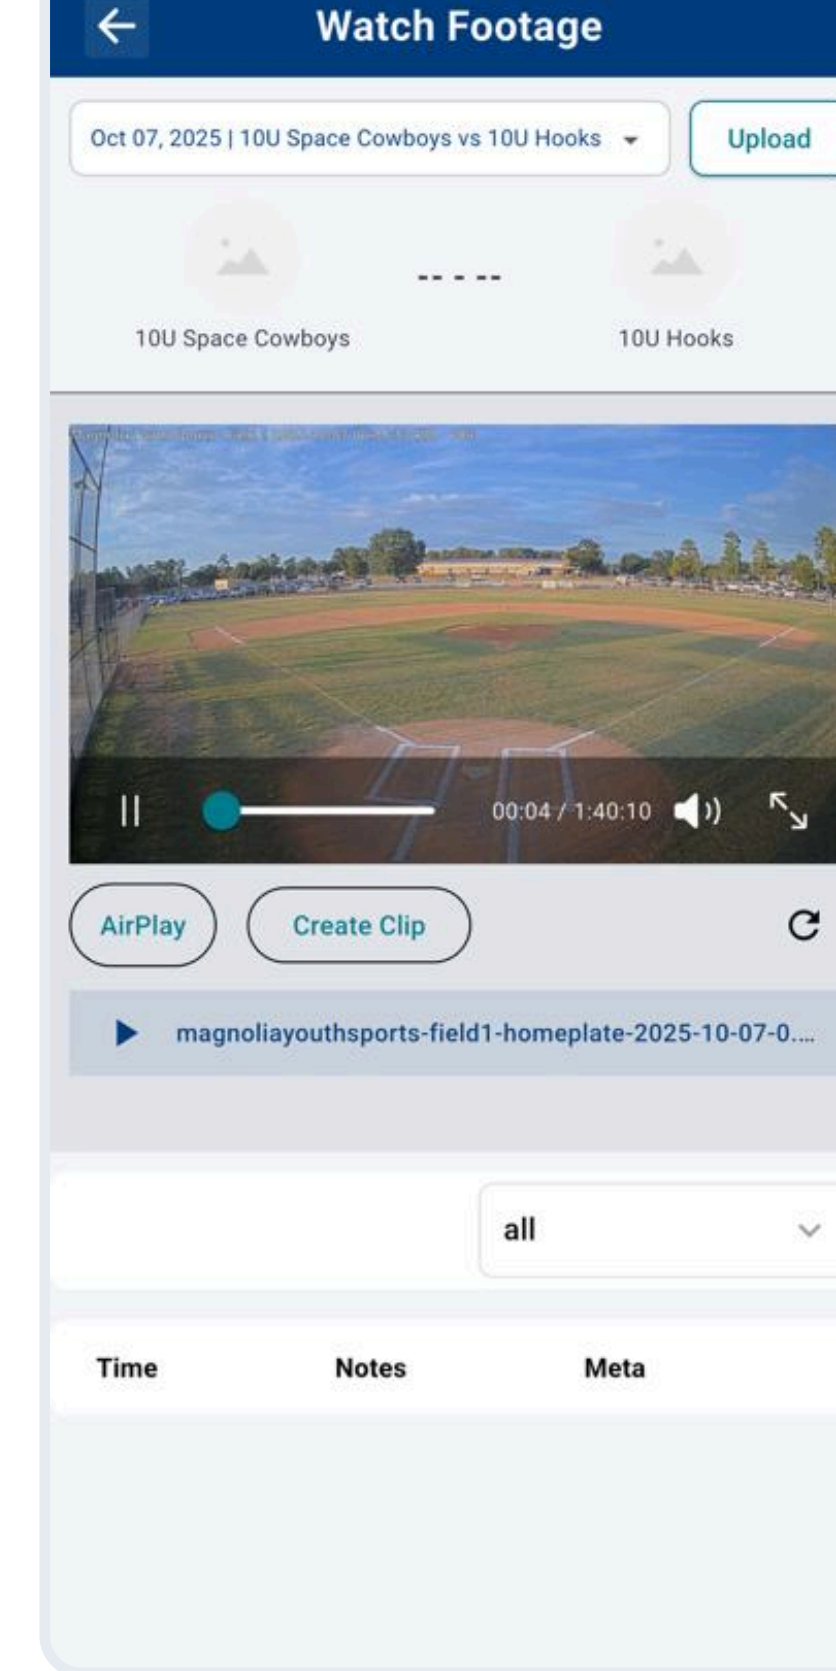 Watch Footage
Oct 07, 2025 | 10U Space Cowboys vs 10U Hooks
Upload
-- - --
10U Space Cowboys
10U Hooks
00:04 / 1:40:10
AirPlay
Create Clip
magnoliayouthsports-field1-homeplate-2025-10-07-0....
all
Time Notes Meta